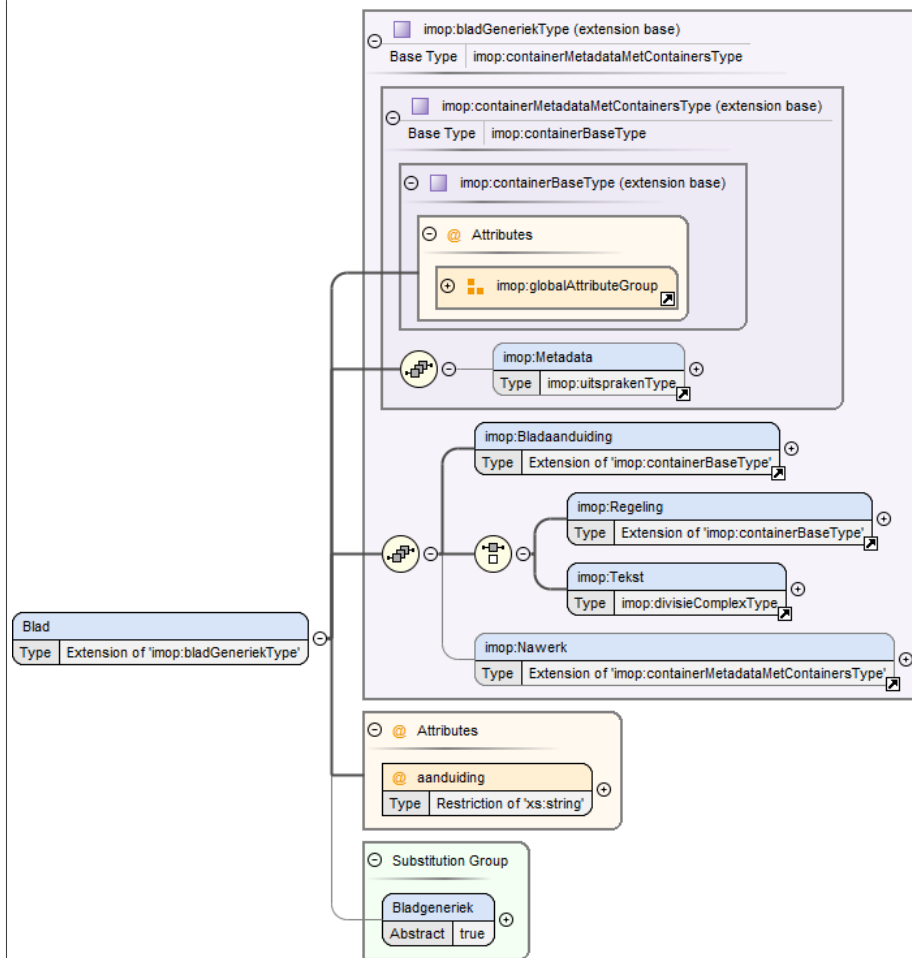 imop:bladGeneriekType (extension base)
Base Type imop:containerMetadataMetContainersType
imop:containerMetadataMetContainersType (extension base)
Base Type imop:containerBaseType
imop:containerBaseType (extension base)
@ Attributes
imop:globalAttributeGroup
imop:Metadata
Type imop:uitsprakenType
imop:Bladaanduiding
Type Extension of 'imop:containerBaseType'
imop:Regeling
Type Extension of 'imop:containerBaseType'
imop:Tekst
Type imop:divisieComplexType
Blad
Type Extension of 'imop:bladGeneriekType'
imop:Nawerk
Type Extension of 'imop:containerMetadataMetContainersType'
@ Attributes
@ aanduiding
Type Restriction of 'xs:string'
Substitution Group
Bladgeneriek
Abstract true